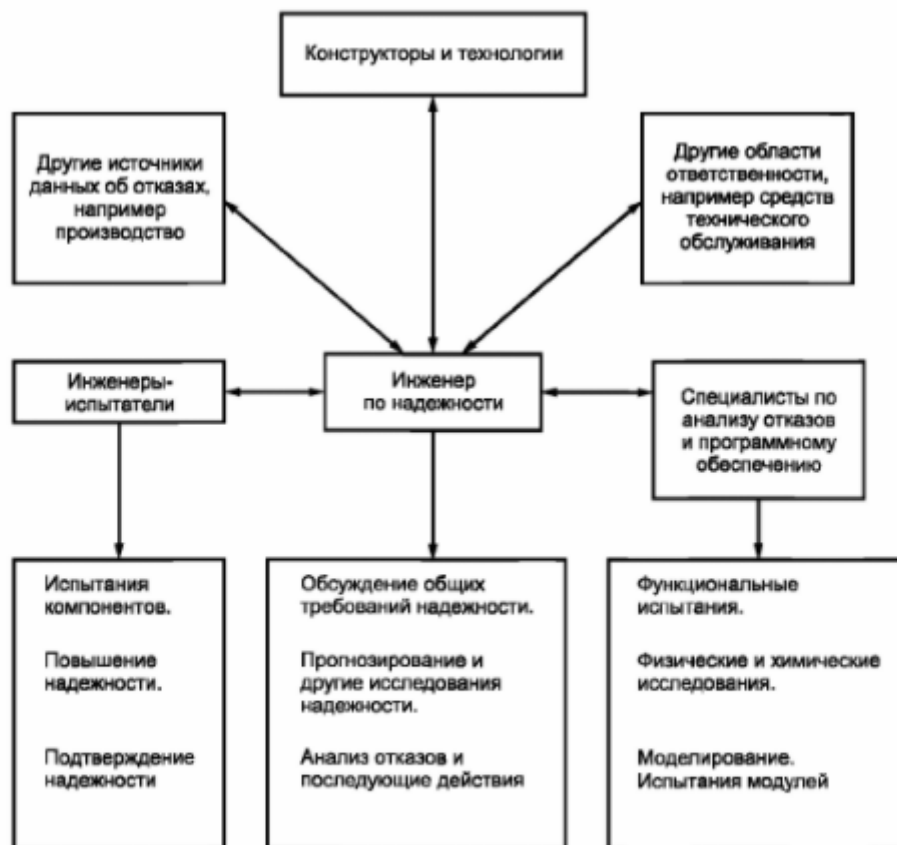 Конструкторы и технологии
Другие источники
данных об отказах,
например
производство
Другие области
ответственности,
например средств
технического
обслуживания
Инженеры-
испытатели
Инженер
по надежности
Специалисты по
анализу отказов
и программному
обеспечению
Испытания
компонентов.
Повышение
надежности.
Подтверждение
надежности
Обсуждение общих
требований надежности.
Прогнозирование и
другие исследования
надежности.
Анализ отказов и
последующие действия
Функциональные
испытания.
Физические и химические
исследования.
Моделирование.
Испытания модулей